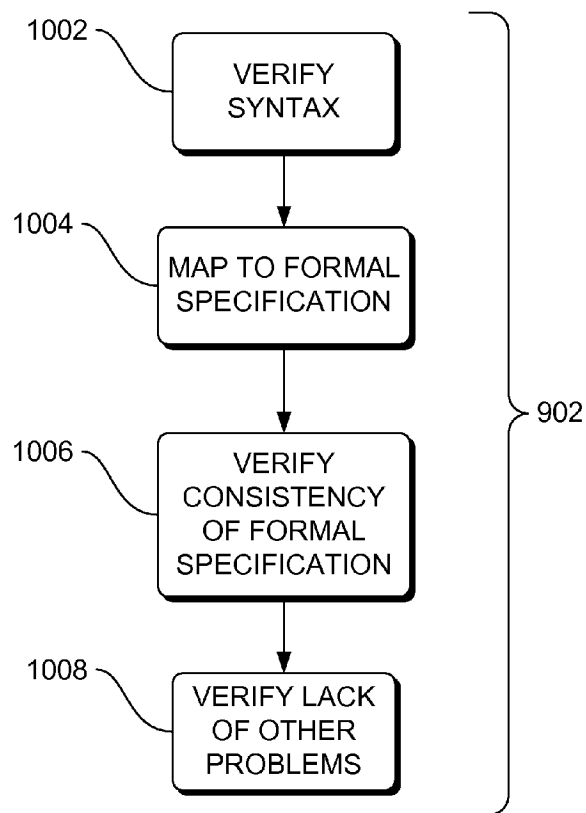 1002
VERIFY
SYNTAX
1004
MAP TO FORMAL
SPECIFICATION
902
1006
VERIFY
CONSISTENCY
OF FORMAL
SPECIFICATION
1008
VERIFY LACK
OF OTHER
PROBLEMS